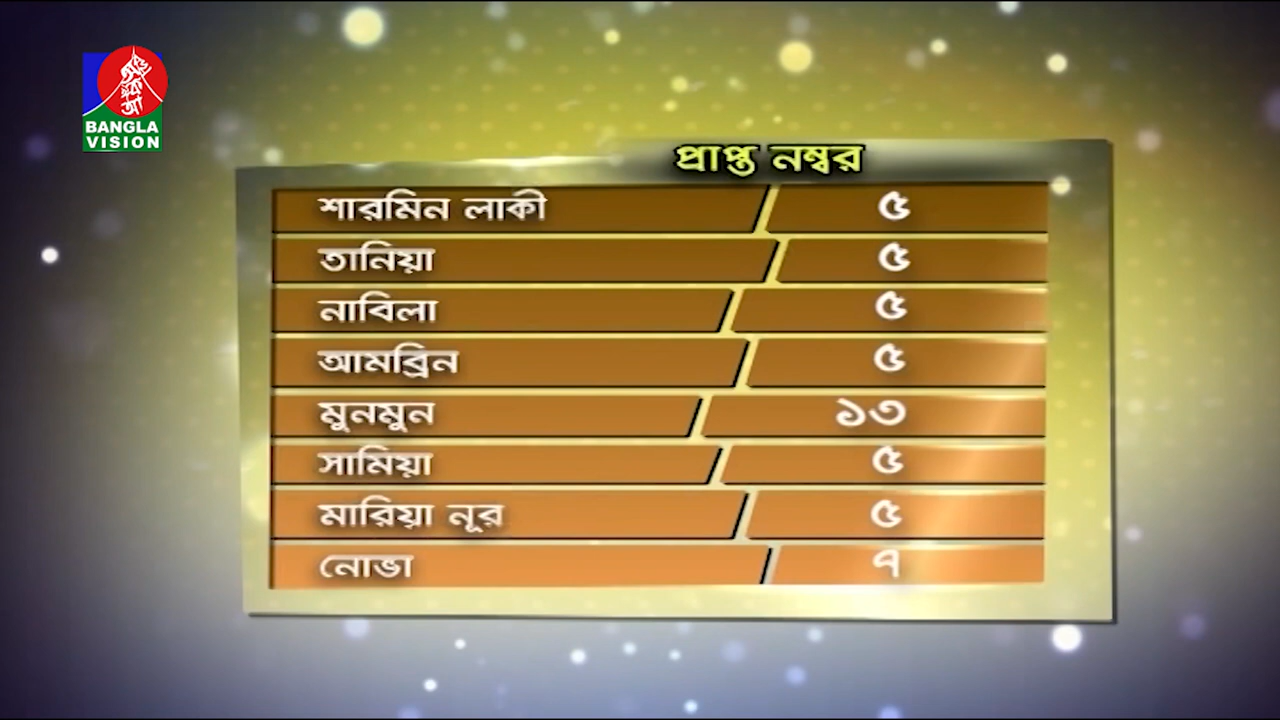 BANGLA
VISION
প্রাপ্ত নম্বর
শারমিন লাকী ৫
তানিয়া ৫
নাবিলা ৫
আমব্রিন ৫
মুনমুন ১৩
সামিয়া ৫
মারিয়া নূর ৫
নোভা ৭